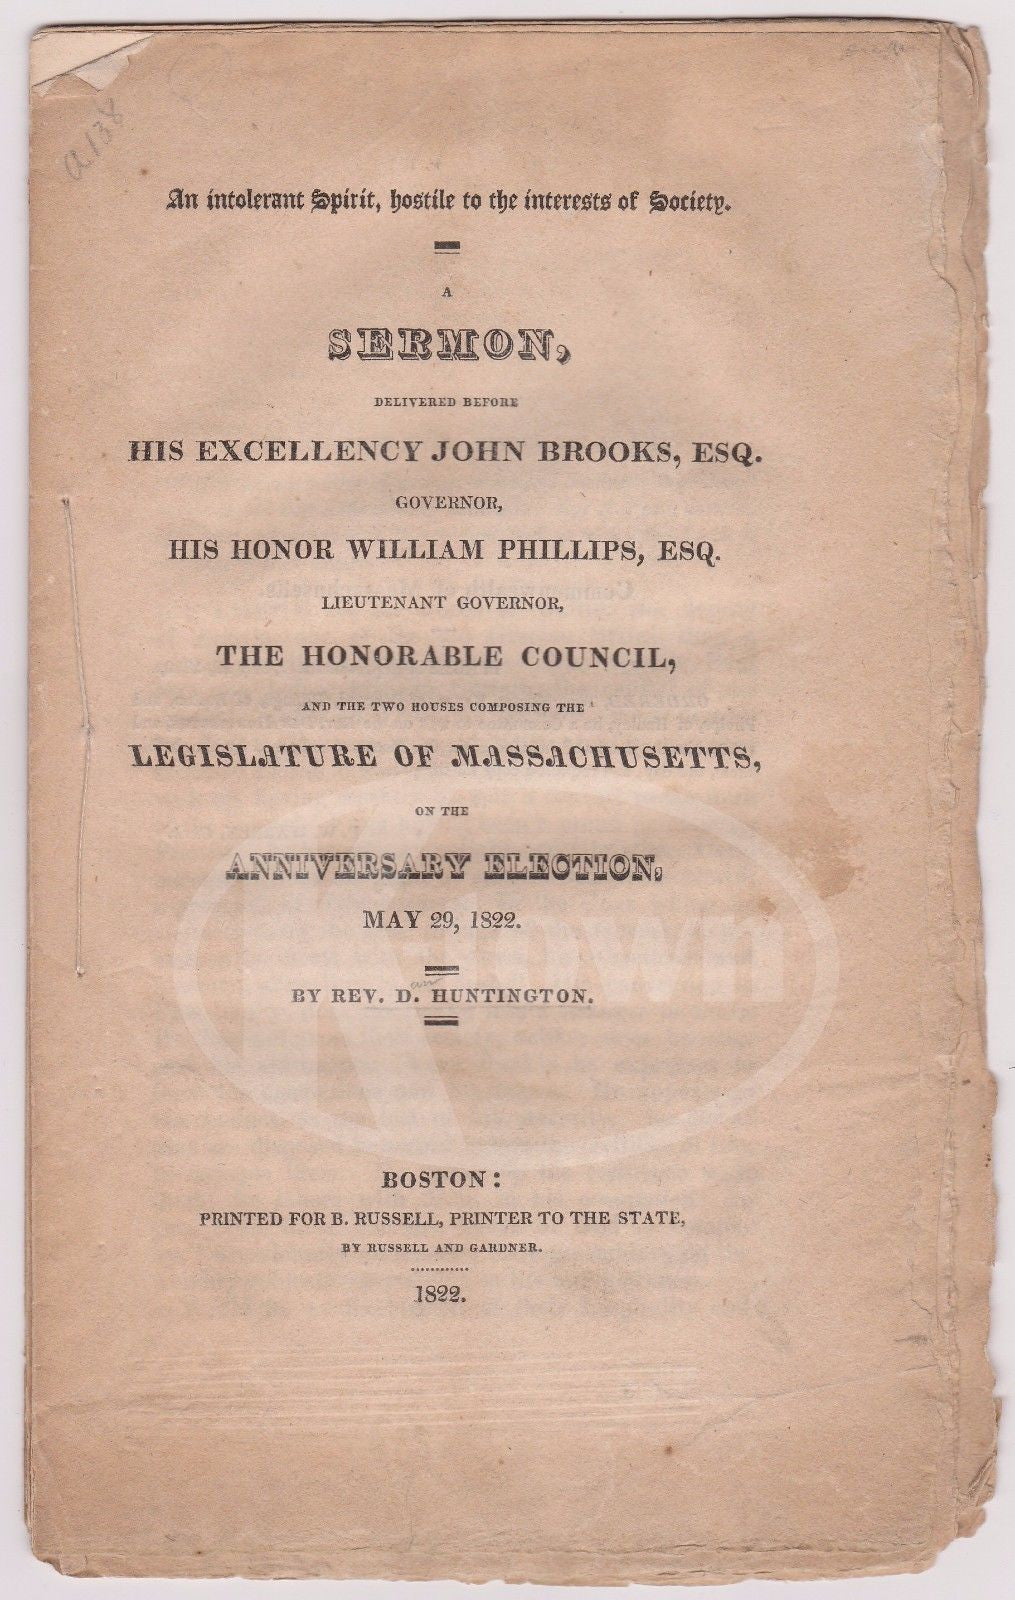 a138
An intolerant Spirit, hostile to the interests of Society.
A
SERMON,
DELIVERED BEFORE
HIS EXCELLENCY JOHN BROOKS, ESQ.
GOVERNOR,
HIS HONOR WILLIAM PHILLIPS, ESQ.
LIEUTENANT GOVERNOR,
THE HONORABLE COUNCIL,
AND THE TWO HOUSES COMPOSING THE
LEGISLATURE OF MASSACHUSETTS,
ON THE
ANNIVERSARY ELECTION,
MAY 29, 1822.
BY REV. D. an HUNTINGTON.
Ktown
BOSTON:
PRINTED FOR B. RUSSELL, PRINTER TO THE STATE,
BY RUSSELL AND GARDNER.
1822.